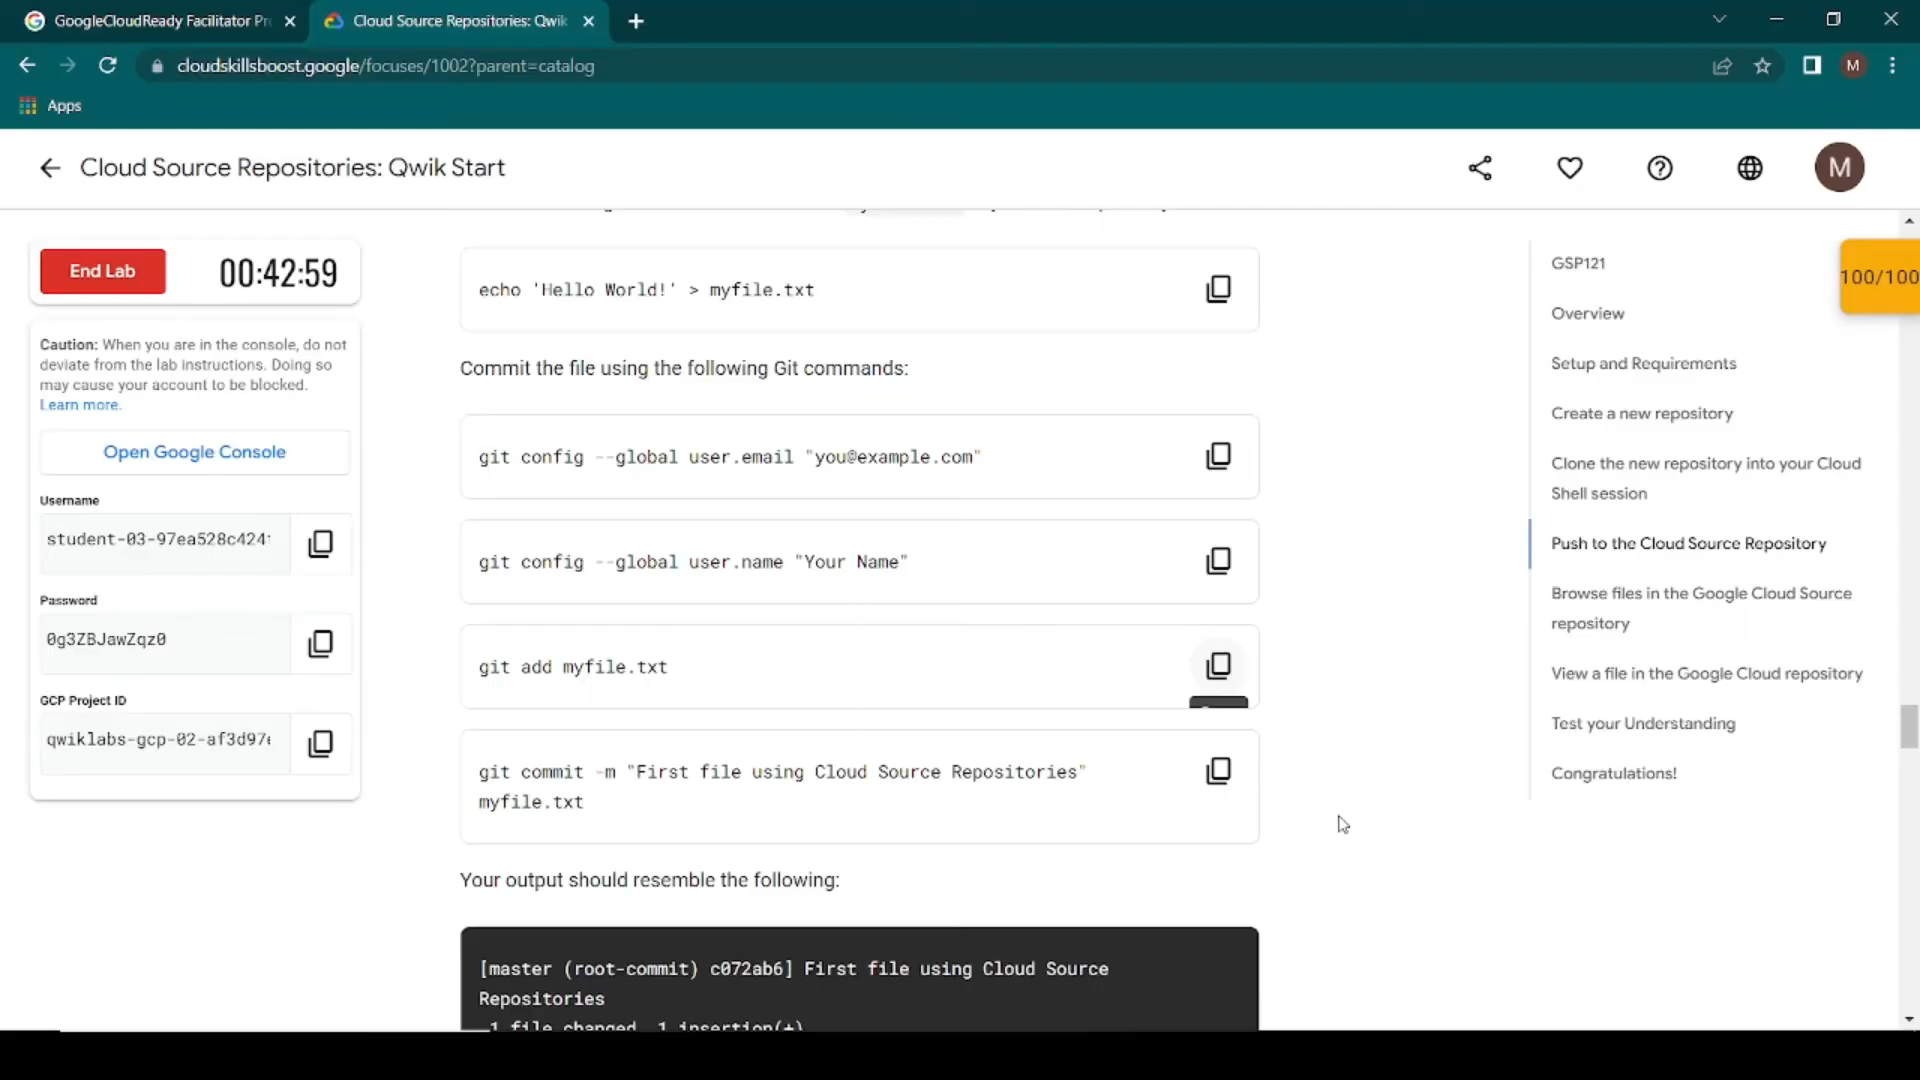 GoogleCloudReady Facilitator Pr
Cloud Source Repositories: Qwik
cloudskillsboost.google/focuses/1002?parent=catalog
M
Apps
Cloud Source Repositories: Qwik Start
M
End Lab
00:42:59
Caution: When you are in the console, do not
deviate from the lab instructions. Doing so
may cause your account to be blocked.
Learn more.
Open Google Console
Username
student-03-97ea528c424
Password
0g3ZBJawZqz0
GCP Project ID
qwiklabs-gcp-02-af3d97
echo 'Hello World!' > myfile.txt
Commit the file using the following Git commands:
git config --global user.email "you@example.com"
git config --global user.name "Your Name"
git add myfile.txt
git commit -m "First file using Cloud Source Repositories"
myfile.txt
Your output should resemble the following:
[master (root-commit) c072ab6] First file using Cloud Source
Repositories
1 file changed, 1 insertion(+)
GSP121
Overview
Setup and Requirements
Create a new repository
Clone the new repository into your Cloud
Shell session
Push to the Cloud Source Repository
Browse files in the Google Cloud Source
repository
View a file in the Google Cloud repository
Test your Understanding
Congratulations!
100/100